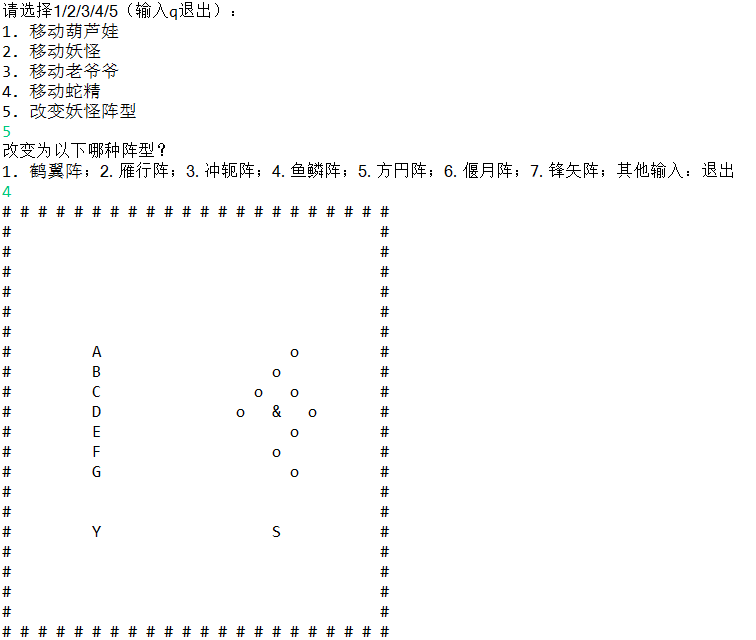 请选择1/2/3/4/5（输入q退出）：
1. 移动葫芦娃
2. 移动妖怪
3. 移动老爷爷
4. 移动蛇精
5. 改变妖怪阵型
5
改变为以下哪种阵型？
1. 鹤翼阵；2. 雁行阵；3. 冲轭阵；4. 鱼鳞阵；5. 方円阵；6. 偃月阵；7. 锋矢阵；其他输入：退出
4
# # # # # # # # # # # # # # # # # # # # # #
#                                         #
#                                         #
#                                         #
#                                         #
#                                         #
#                                         #
#         A                     o         #
#         B                   o           #
#         C                 o   o         #
#         D               o   &   o       #
#         E                     o         #
#         F                   o           #
#         G                     o         #
#                                         #
#                                         #
#         Y                   S           #
#                                         #
#                                         #
#                                         #
#                                         #
# # # # # # # # # # # # # # # # # # # # # #